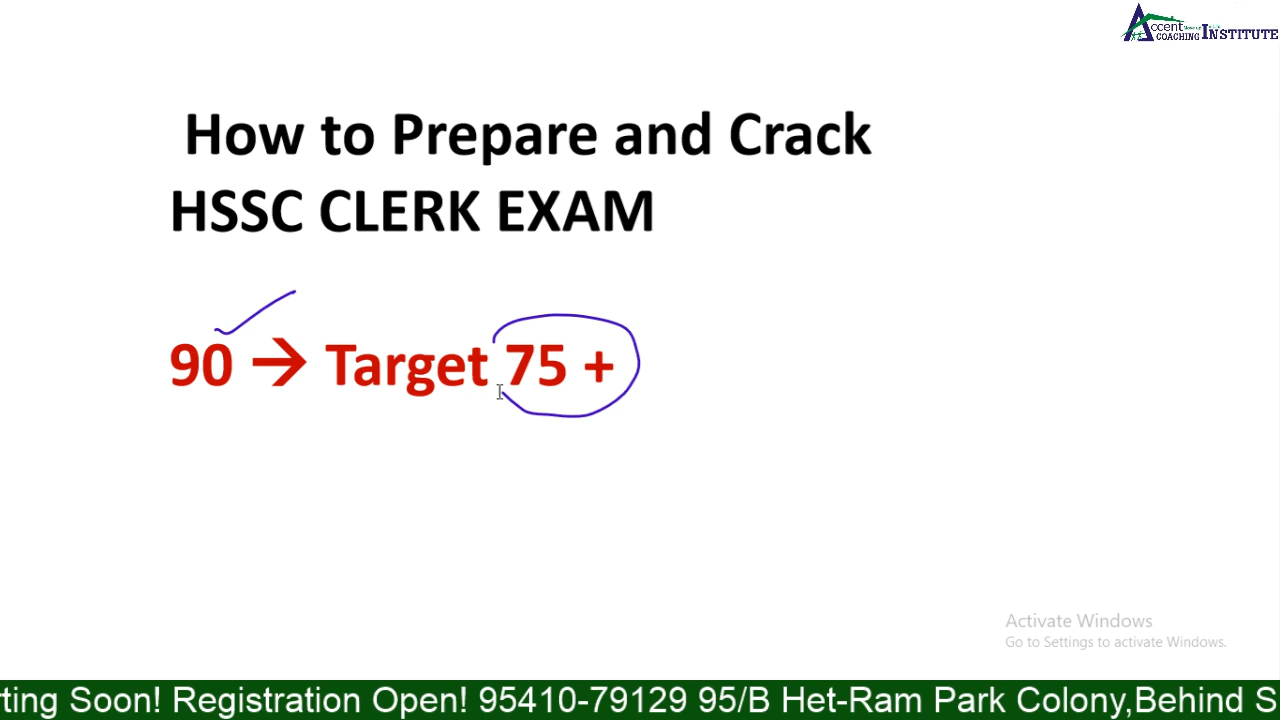 Accent
COACHING INSTITUTE
How to Prepare and Crack
HSSC CLERK EXAM
90 → Target 75 +
Activate Windows
Go to Settings to activate Windows.
rting Soon! Registration Open! 95410-79129 95/B Het-Ram Park Colony,Behind S